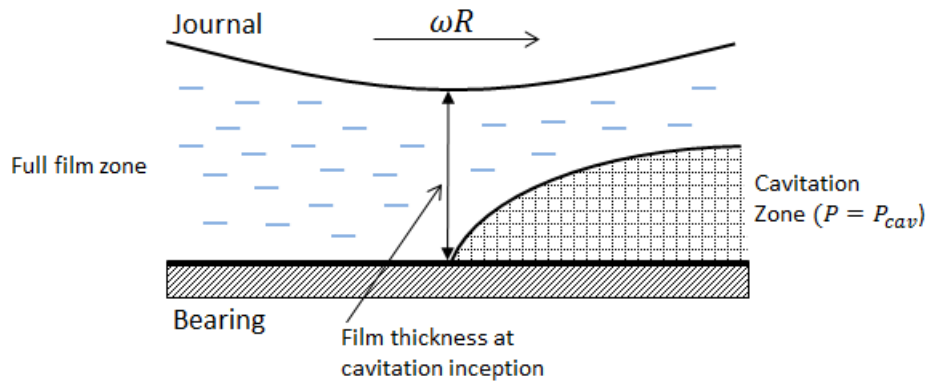 Journal
ωR
Full film zone
Cavitation
Zone (P = P_cav)
Bearing
Film thickness at
cavitation inception